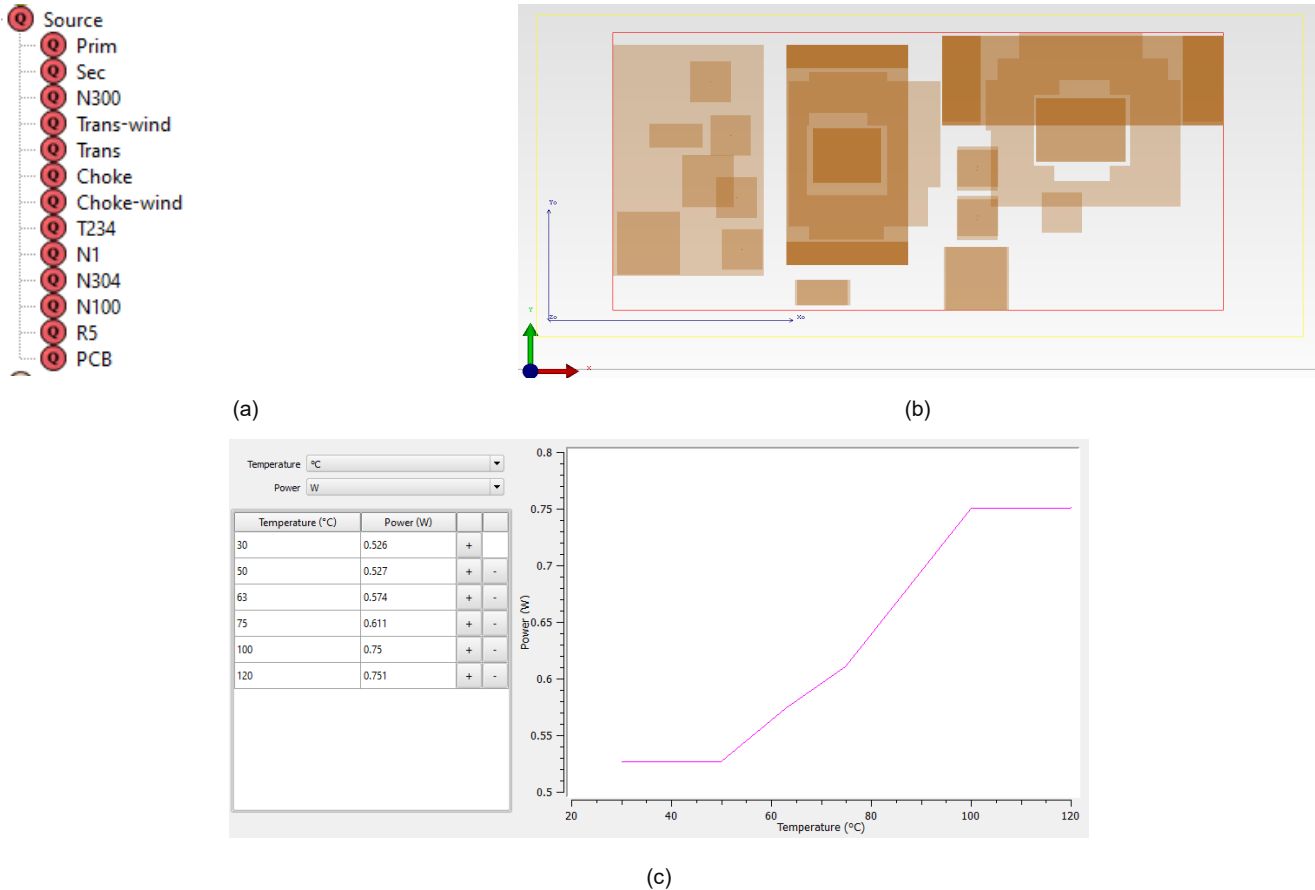 Source
Prim
Sec
N300
Trans-wind
Trans
Choke
Choke-wind
T234
N1
N304
N100
R5
PCB
Yo
Zo
Xo
Y
X
(a)
(b)
Temperature °C
Power W
Temperature (°C) Power (W)
30 0.526 +
50 0.527 + -
63 0.574 + -
75 0.611 + -
100 0.75 + -
120 0.751 + -
0.8
0.75
0.7
0.65
0.6
0.55
0.5
Power (W)
20 40 60 80 100 120
Temperature (°C)
(c)